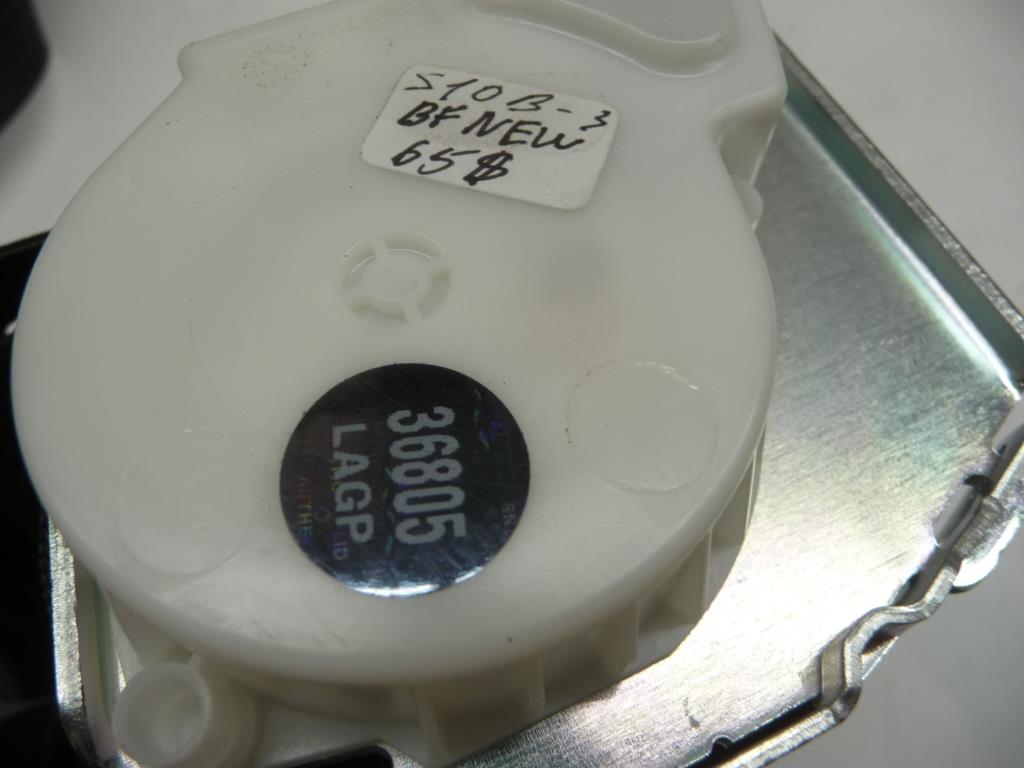 S10B-3
BF NEW
65$
36805
LAGP